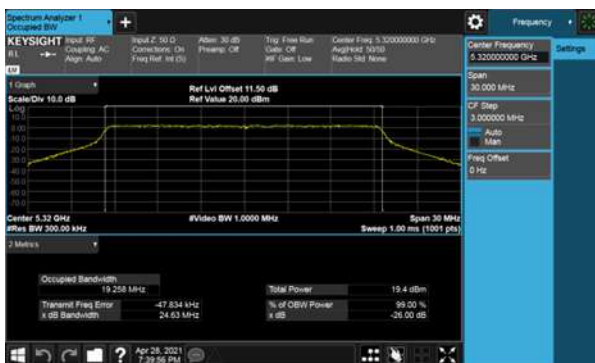 Spectrum Analyzer 1
Occupied BW
+
Frequency
KEYSIGHT
Input: RF
Coupling: AC
Align: Auto
Input Z: 50 Ω
Corrections: On
Freq Ref: Int (S)
Atten: 30 dB
Preamp: Off
Trig: Free Run
Gate: Off
#IF Gain: Low
Center Freq: 5.320000000 GHz
Avg|Hold: 50/50
Radio Std: None
Center Frequency
5.320000000 GHz
Settings
Span
30.000 MHz
CF Step
3.000000 MHz
Auto
Man
Freq Offset
0 Hz
1 Graph
Scale/Div 10.0 dB
Ref Lvl Offset 11.50 dB
Ref Value 20.00 dBm
Log
10.0
0.00
Center 5.32 GHz
#Res BW 300.00 kHz
#Video BW 1.0000 MHz
Span 30 MHz
Sweep 1.00 ms (1001 pts)
2 Metrics
Occupied Bandwidth
19.258 MHz
Total Power 19.4 dBm
Transmit Freq Error -47.834 kHz
% of OBW Power 99.00 %
x dB Bandwidth 24.63 MHz
x dB -26.00 dB
?
Apr 28, 2021
7:39:56 PM